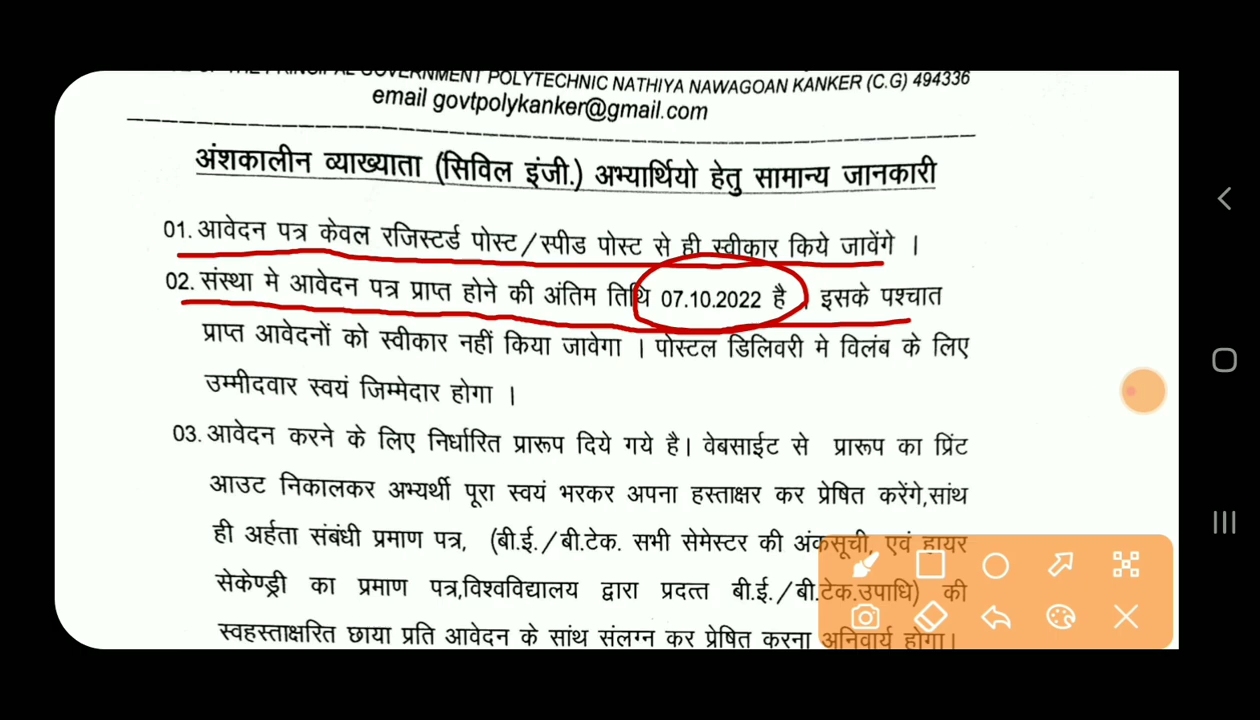 THE PRINCIPAL GOVERNMENT POLYTECHNIC NATHIYA NAWAGOAN KANKER (C.G) 494336
email govtpolykanker@gmail.com
अंशकालीन व्याख्याता (सिविल इंजी.) अभ्यार्थियो हेतु सामान्य जानकारी
01. आवेदन पत्र केवल रजिस्टर्ड पोस्ट/स्पीड पोस्ट से ही स्वीकार किये जावेंगे ।
02. संस्था मे आवेदन पत्र प्राप्त होने की अंतिम तिथि 07.10.2022 है । इसके पश्चात
प्राप्त आवेदनों को स्वीकार नहीं किया जावेगा । पोस्टल डिलिवरी मे विलंब के लिए
उम्मीदवार स्वयं जिम्मेदार होगा ।
03. आवेदन करने के लिए निर्धारित प्रारूप दिये गये है। वेबसाईट से प्रारूप का प्रिंट
आउट निकालकर अभ्यर्थी पूरा स्वयं भरकर अपना हस्ताक्षर कर प्रेषित करेंगे,सांथ
ही अर्हता संबंधी प्रमाण पत्र, (बी.ई./बी.टेक. सभी सेमेस्टर की अंकसूची, एवं हायर
सेकेण्ड्री का प्रमाण पत्र,विश्वविद्यालय द्वारा प्रदत्त बी.ई./बी.टेक.उपाधि) की
स्वहस्ताक्षरित छाया प्रति आवेदन के सांथ संलग्न कर प्रेषित करना अनिवार्य होगा।